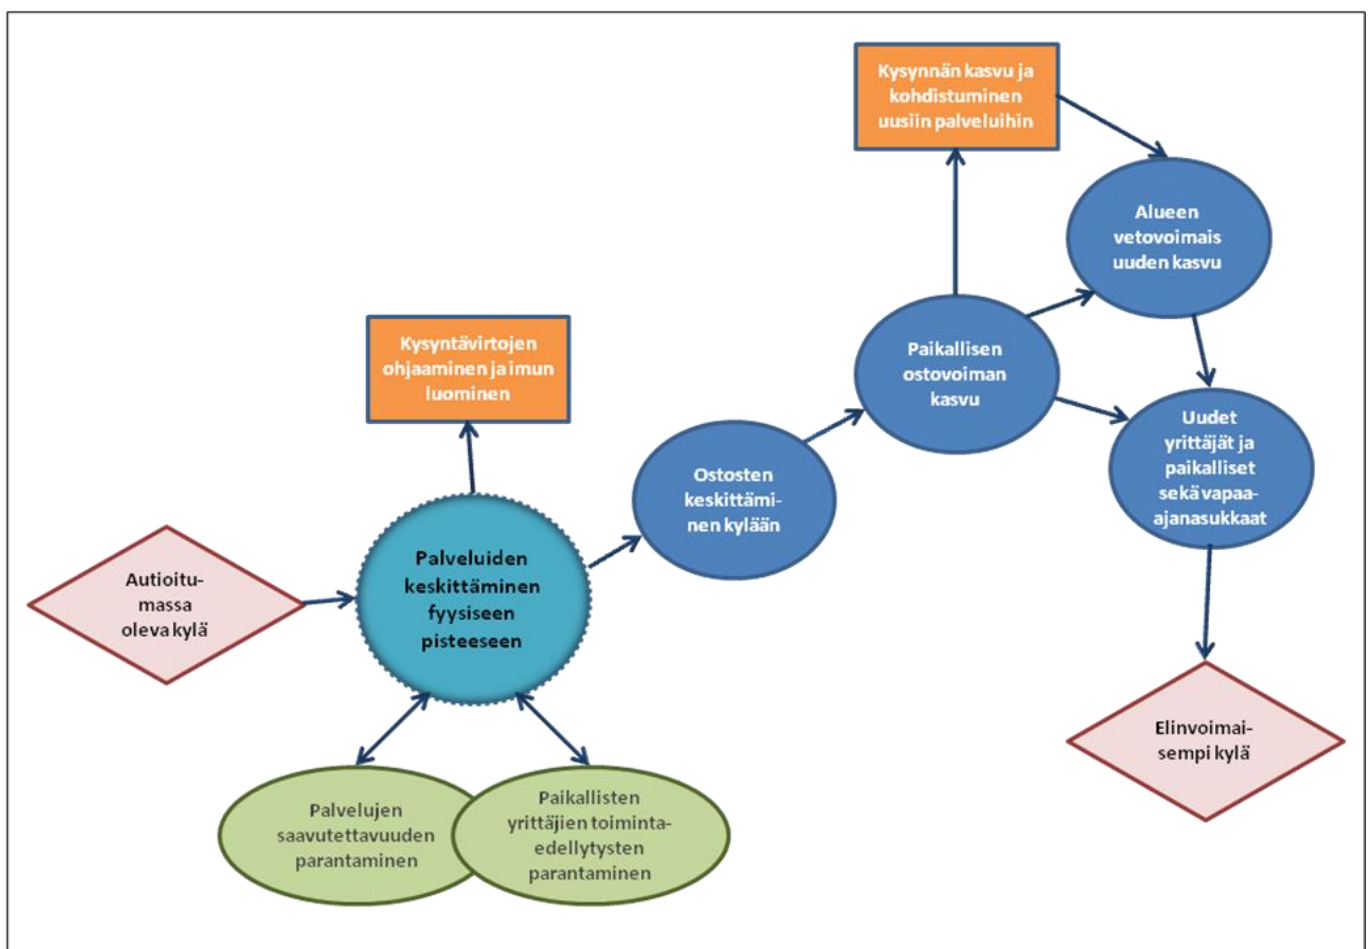 Kysynnän kasvu ja
kohdistuminen
uusiin palveluihin
Alueen
vetovoimais
uuden kasvu
Kysyntävirtojen
ohjaaminen ja imun
luominen
Paikallisen
ostovoiman
kasvu
Uudet
yrittäjät ja
paikalliset
sekä vapaa-
ajanasukkaat
Ostosten
keskittämi-
nen kylään
Palveluiden
keskittäminen
fyysiseen
pisteeseen
Autioitu-
massa
oleva kylä
Elinvoimai-
sempi kylä
Palvelujen
saavutettavuuden
parantaminen
Paikallisten
yrittäjien toiminta-
edellytysten
parantaminen